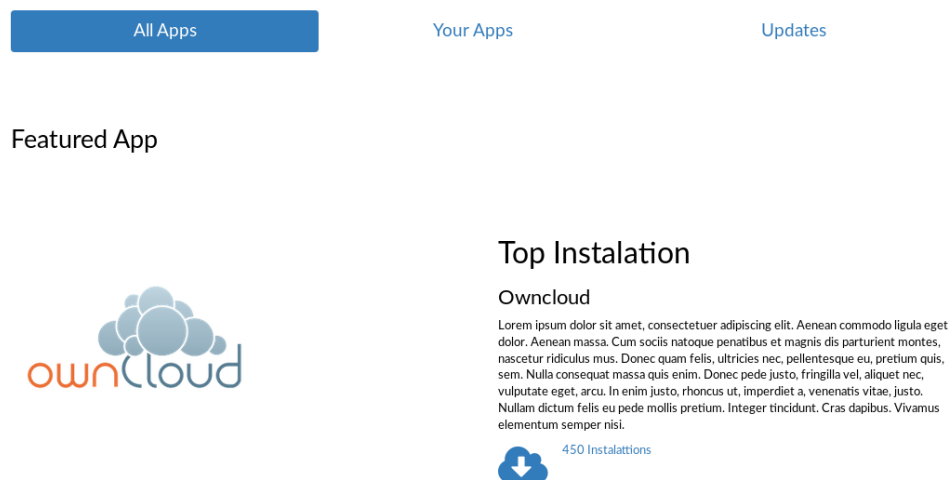 All Apps
Your Apps
Updates
Featured App
ownCloud
Top Instalation
Owncloud
Lorem ipsum dolor sit amet, consectetuer adipiscing elit. Aenean commodo ligula eget
dolor. Aenean massa. Cum sociis natoque penatibus et magnis dis parturient montes,
nascetur ridiculus mus. Donec quam felis, ultricies nec, pellentesque eu, pretium quis,
sem. Nulla consequat massa quis enim. Donec pede justo, fringilla vel, aliquet nec,
vulputate eget, arcu. In enim justo, rhoncus ut, imperdiet a, venenatis vitae, justo.
Nullam dictum felis eu pede mollis pretium. Integer tincidunt. Cras dapibus. Vivamus
elementum semper nisi.
450 Instalattions